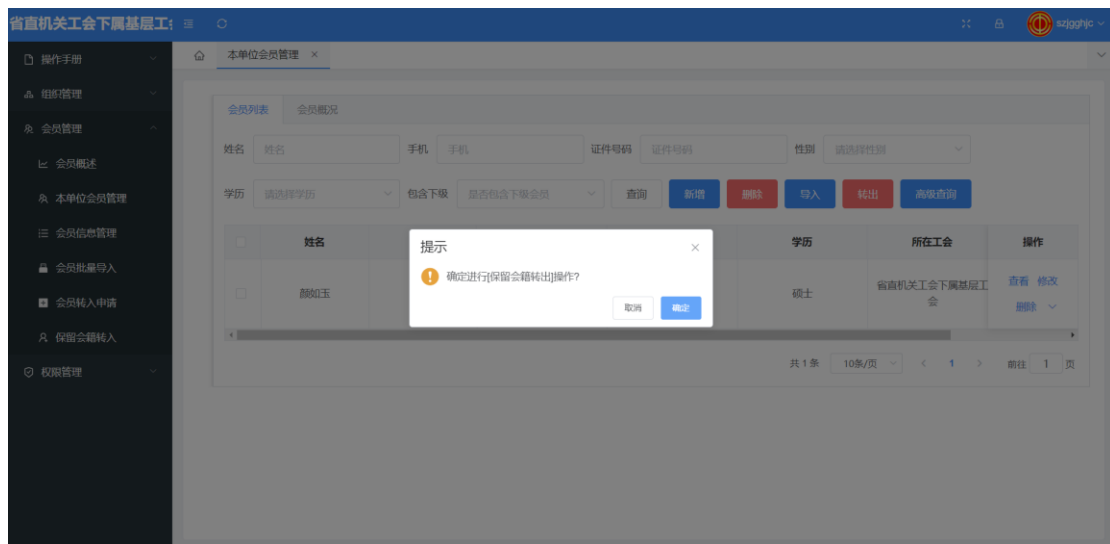 省直机关工会下属基层工会
szjgghjc
操作手册
本单位会员管理 ×
组织管理
会员管理
会员列表 会员概况
姓名 姓名 手机 手机 证件号码 证件号码 性别 请选择性别
会员概述
学历 请选择学历 包含下级 是否包含下级会员 查询 新增 删除 导入 转出 高级查询
本单位会员管理
会员信息管理
姓名 学历 所在工会 操作
提示 ×
会员批量导入
确定进行[保留会籍转出]操作?
颜如玉 硕士 省直机关工会下属基层工会 查看 修改
会员转入申请
取消 确定
删除
保留会籍转入
权限管理
共 1 条 10条/页 < 1 > 前往 1 页